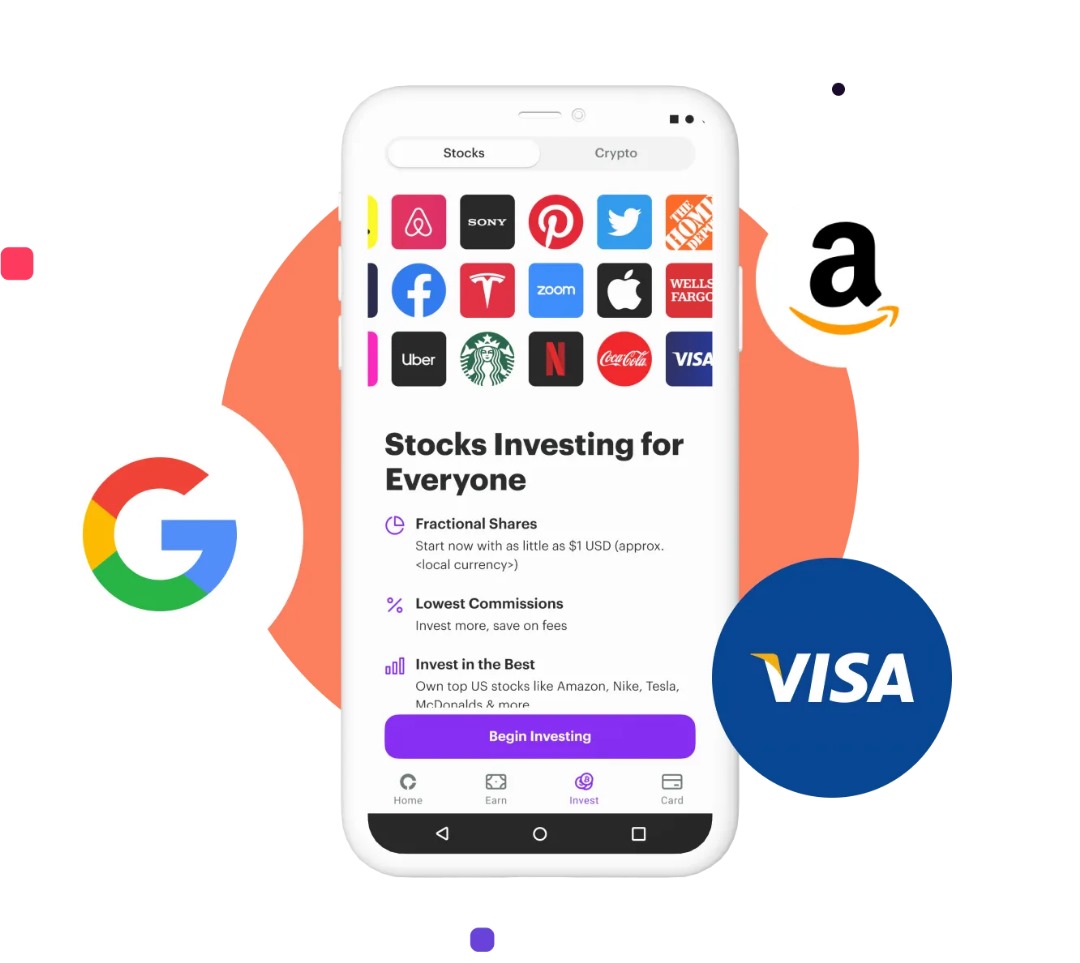 Stocks Crypto
SONY THE HOME DEPOT
zoom WELLS FARGO
Uber N Coca-Cola VISA
a
G
Stocks Investing for
Everyone
Fractional Shares
Start now with as little as $1 USD (approx.
<local currency>)
Lowest Commissions
Invest more, save on fees
Invest in the Best
Own top US stocks like Amazon, Nike, Tesla,
McDonalds & more
VISA
Begin Investing
Home Earn Invest Card